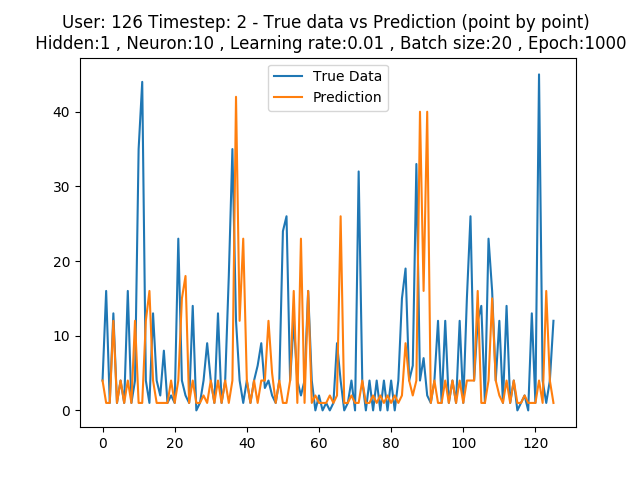 User: 126 Timestep: 2 - True data vs Prediction (point by point)
Hidden:1 , Neuron:10 , Learning rate:0.01 , Batch size:20 , Epoch:1000
True Data
Prediction
40
30
20
10
0
0 20 40 60 80 100 120